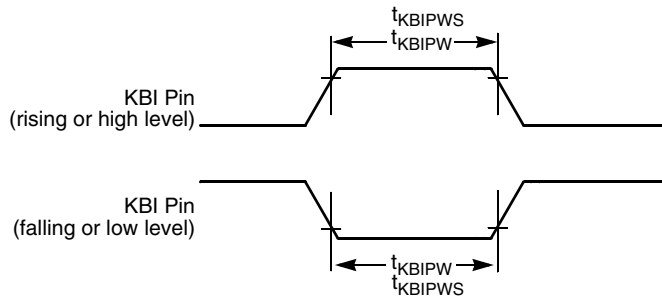 tKBIPWS
tKBIPW
KBI Pin
(rising or high level)
KBI Pin
(falling or low level)
tKBIPW
tKBIPWS